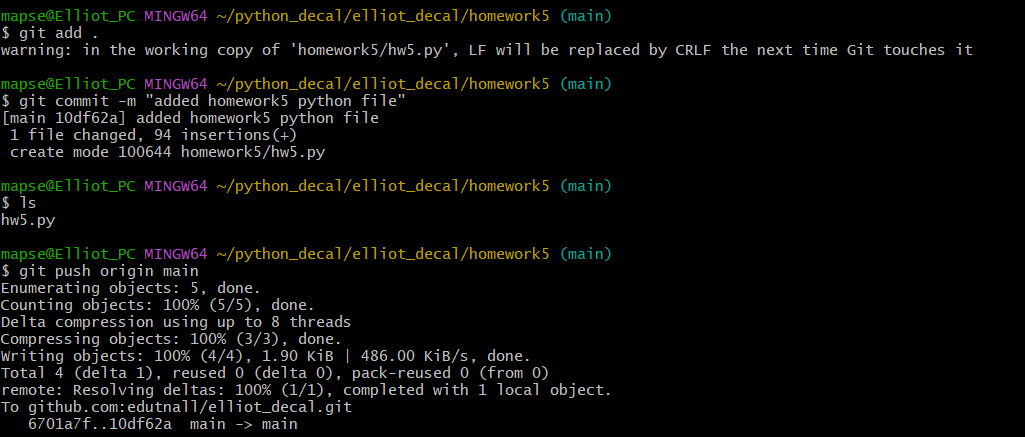 mapse@Elliot_PC MINGW64 ~/python_decal/elliot_decal/homework5 (main)
$ git add .
warning: in the working copy of 'homework5/hw5.py', LF will be replaced by CRLF the next time Git touches it
mapse@Elliot_PC MINGW64 ~/python_decal/elliot_decal/homework5 (main)
$ git commit -m "added homework5 python file"
[main 10df62a] added homework5 python file
 1 file changed, 94 insertions(+)
 create mode 100644 homework5/hw5.py
mapse@Elliot_PC MINGW64 ~/python_decal/elliot_decal/homework5 (main)
$ ls
hw5.py
mapse@Elliot_PC MINGW64 ~/python_decal/elliot_decal/homework5 (main)
$ git push origin main
Enumerating objects: 5, done.
Counting objects: 100% (5/5), done.
Delta compression using up to 8 threads
Compressing objects: 100% (3/3), done.
Writing objects: 100% (4/4), 1.90 KiB | 486.00 KiB/s, done.
Total 4 (delta 1), reused 0 (delta 0), pack-reused 0 (from 0)
remote: Resolving deltas: 100% (1/1), completed with 1 local object.
To github.com:edutnall/elliot_decal.git
   6701a7f..10df62a  main -> main